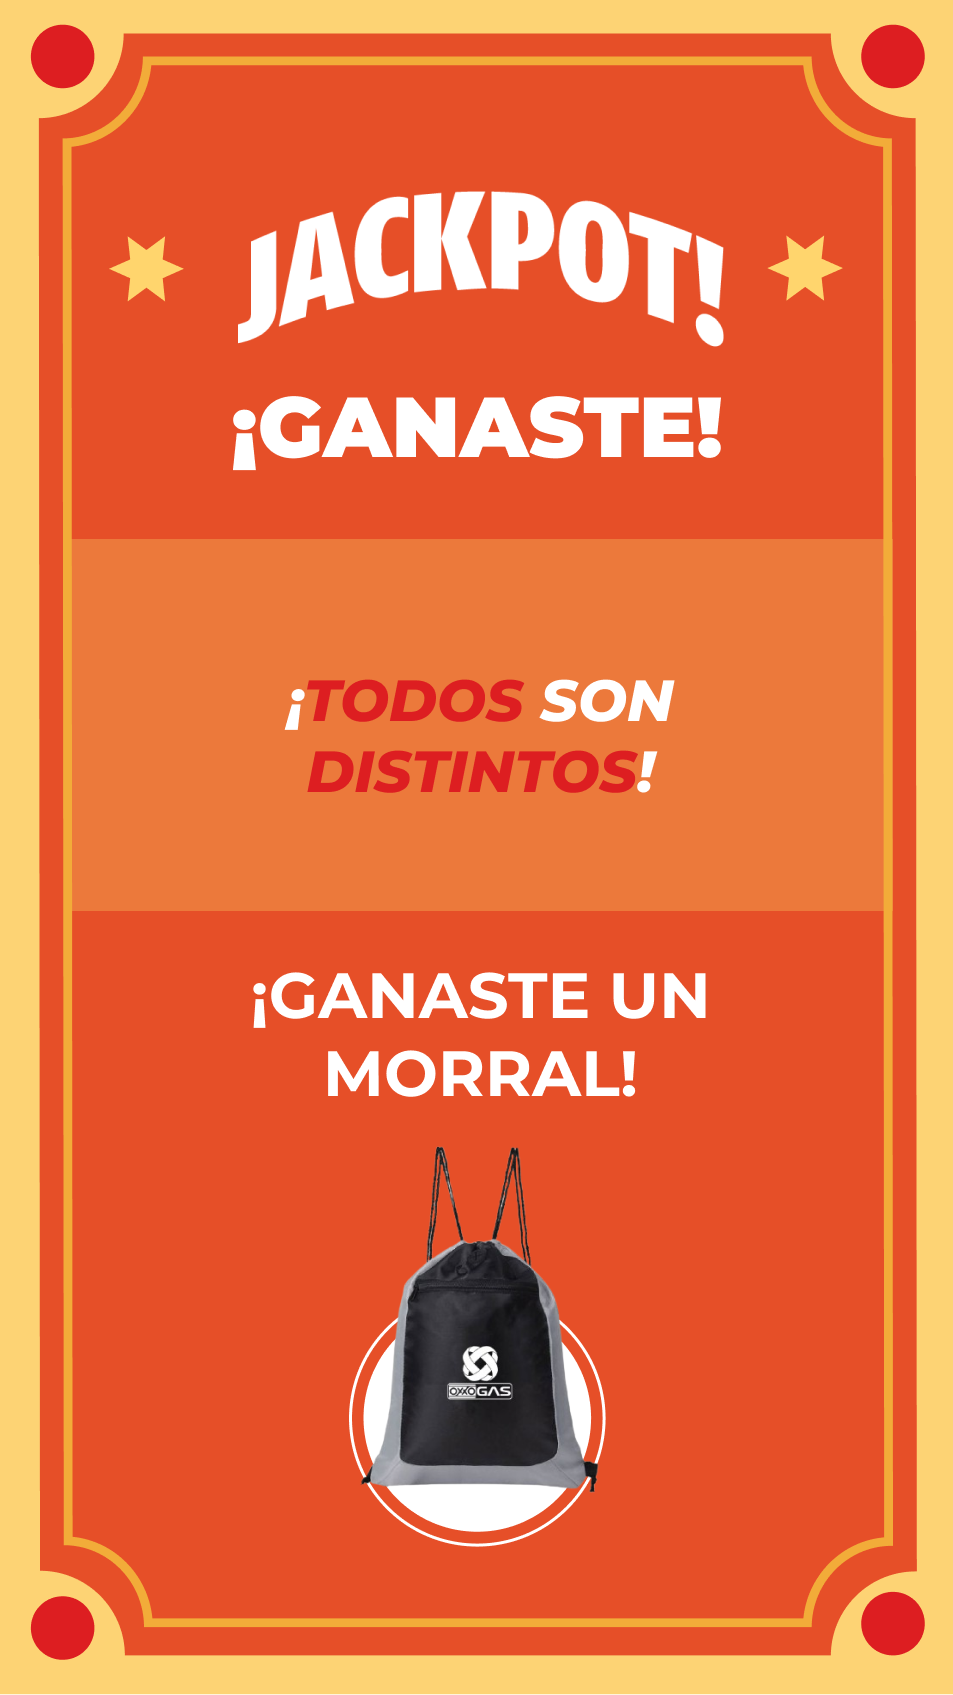 JACKPOT!
¡GANASTE!
¡TODOS SON
DISTINTOS!
¡GANASTE UN
MORRAL!
OXXO GAS